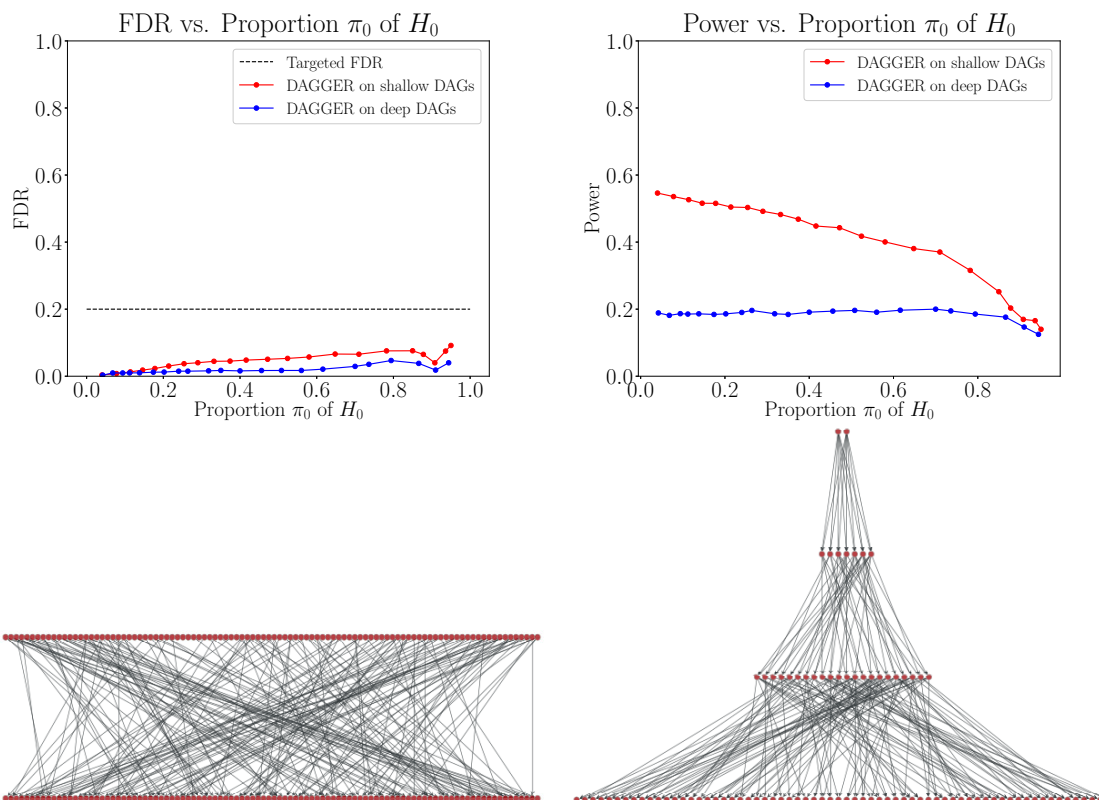 FDR vs. Proportion π₀ of H₀
1.0
0.8
0.6
0.4
0.2
0.0
FDR
Targeted FDR
DAGGER on shallow DAGs
DAGGER on deep DAGs
0.0 0.2 0.4 0.6 0.8 1.0
Proportion π₀ of H₀
Power vs. Proportion π₀ of H₀
1.0
0.8
0.6
0.4
0.2
0.0
Power
DAGGER on shallow DAGs
DAGGER on deep DAGs
0.0 0.2 0.4 0.6 0.8
Proportion π₀ of H₀